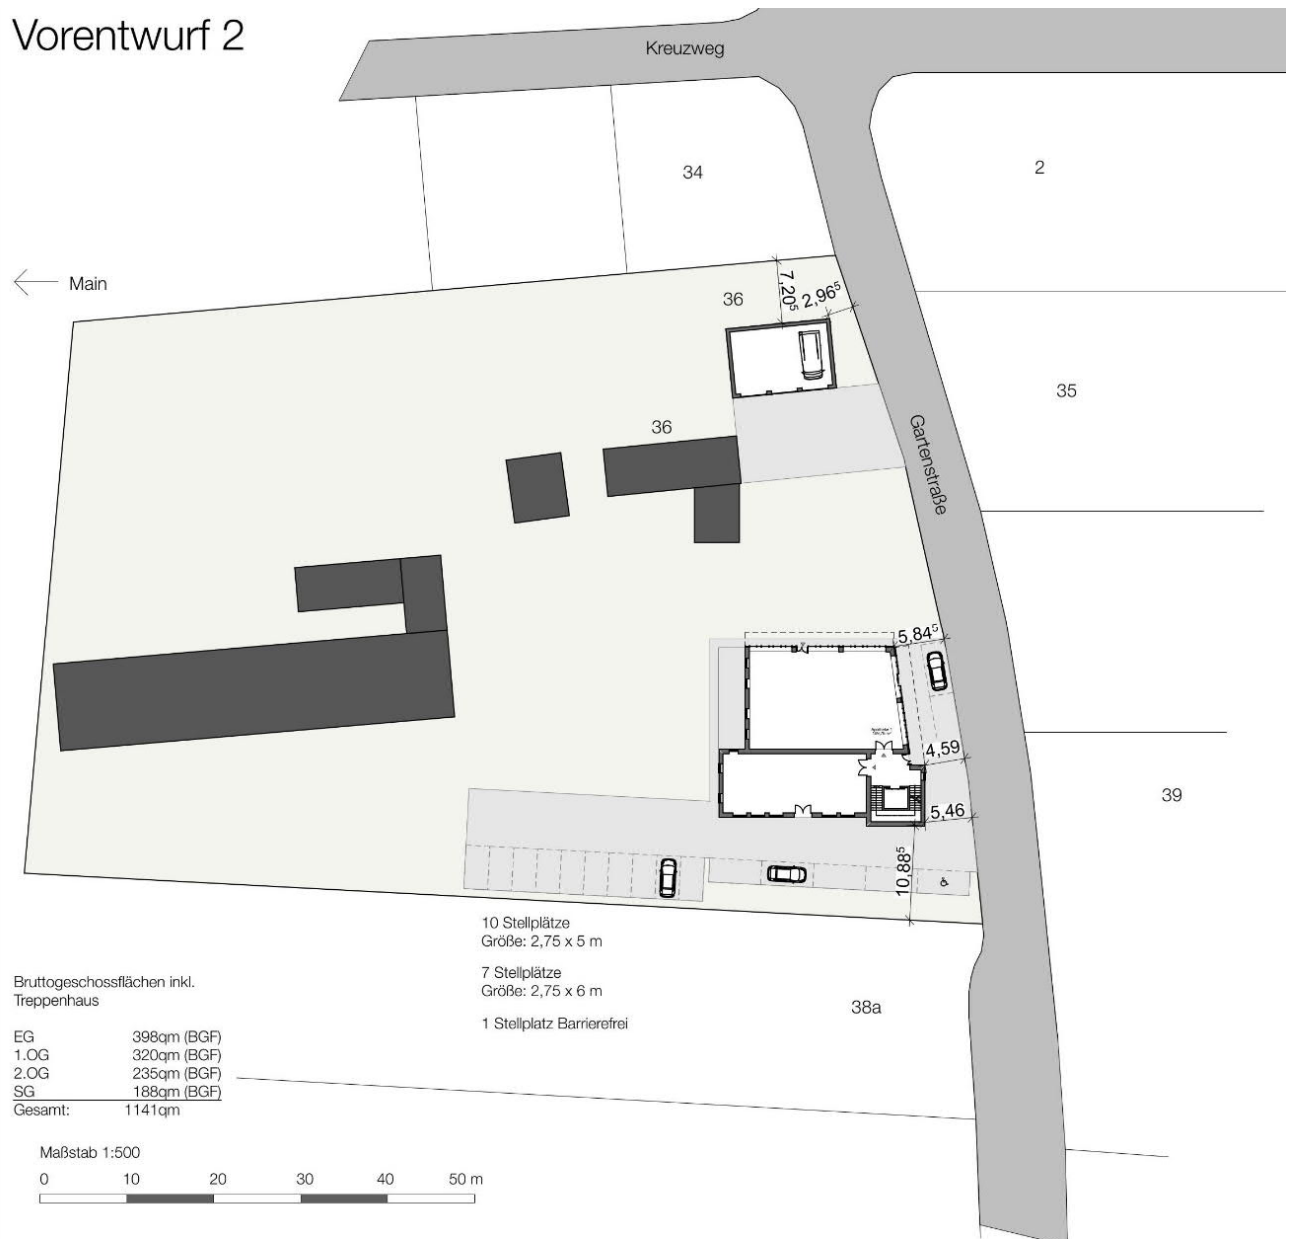 Vorentwurf 2
Kreuzweg
34
2
Main
36
7,20⁵
2,96⁵
35
36
Gartenstraße
5,84⁵
4,59
39
5,46
10,88⁵
10 Stellplätze
Größe: 2,75 x 5 m
7 Stellplätze
Größe: 2,75 x 6 m
1 Stellplatz Barrierefrei
38a
Bruttogeschossflächen inkl.
Treppenhaus
EG 398qm (BGF)
1.OG 320qm (BGF)
2.OG 235qm (BGF)
SG 188qm (BGF)
Gesamt: 1141qm
Maßstab 1:500
0 10 20 30 40 50 m